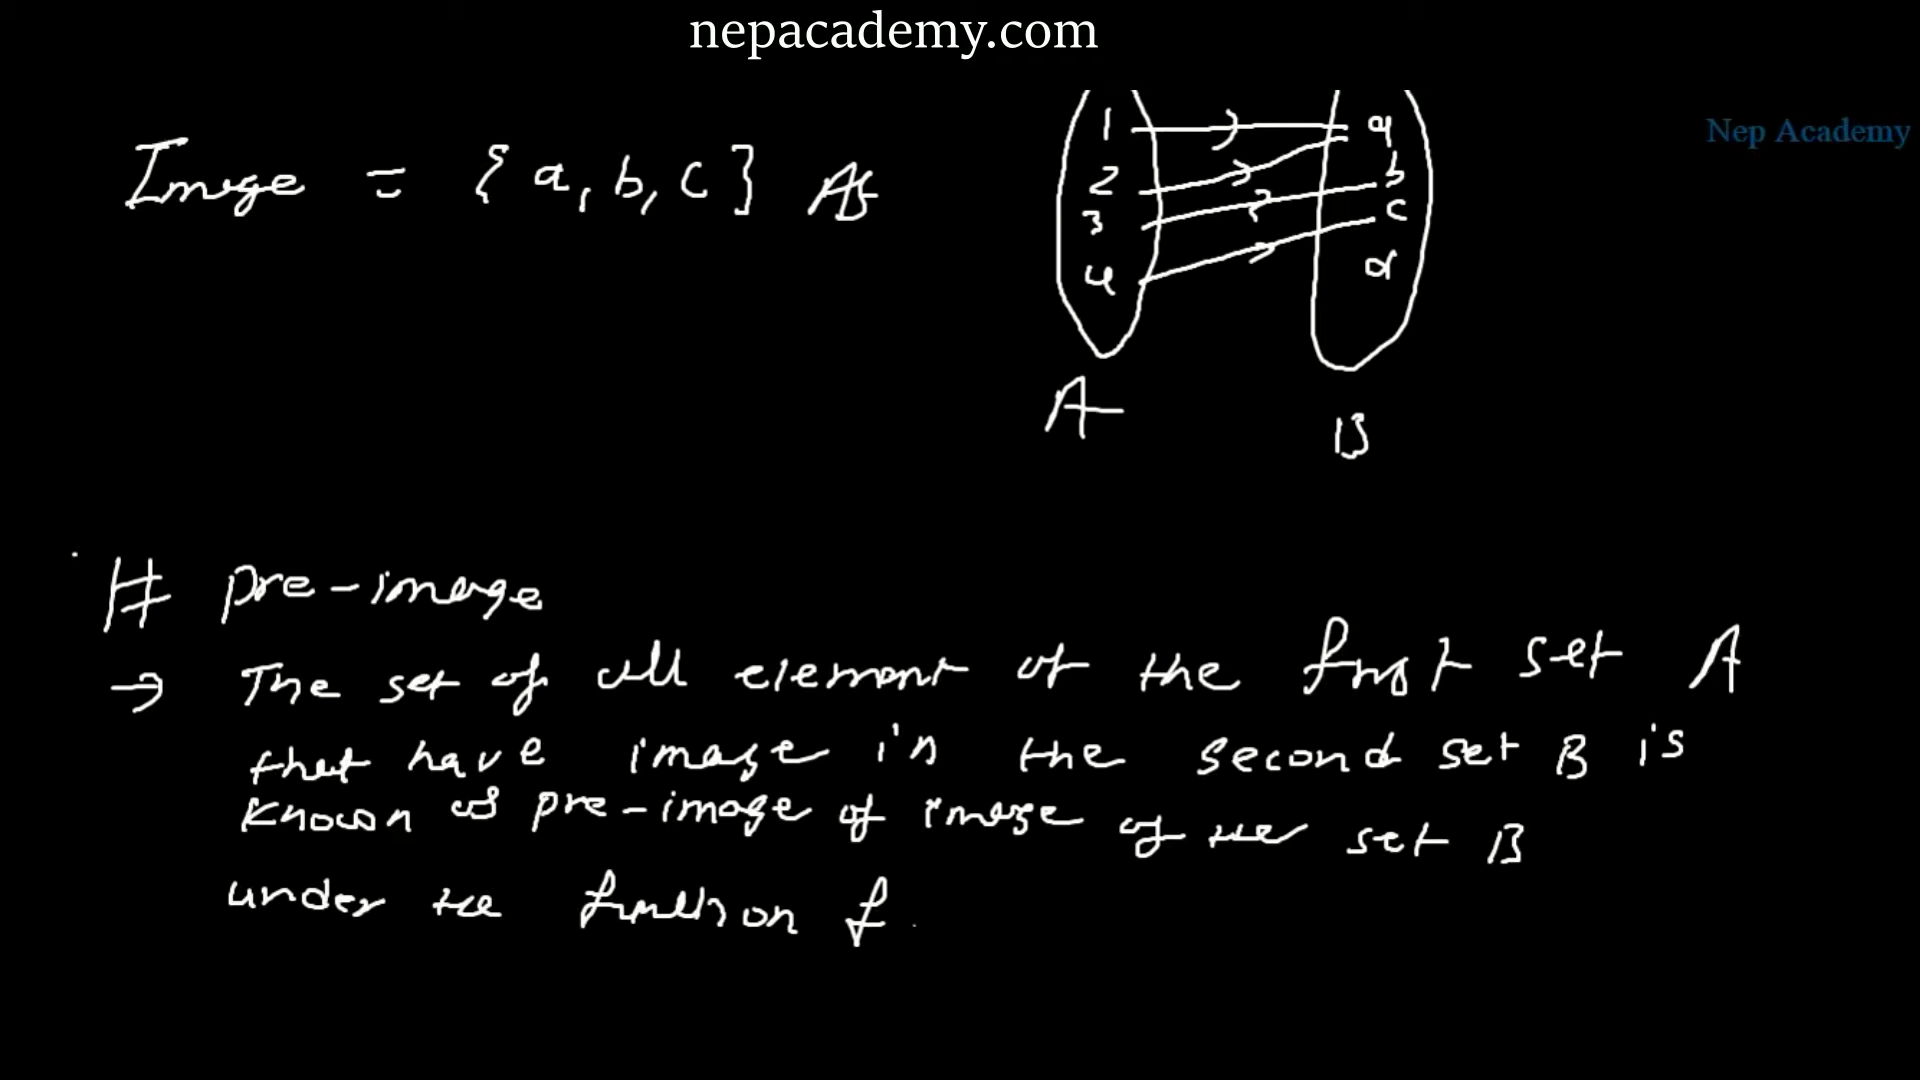 nepacademy.com
Nep Academy
Image = {a, b, c}
1 a
2 b
3 c
4 d
A B
# pre-image
→ The set of all element of the first set A
that have image in the second set B is
known as pre-image of image of the set B
under the function f.